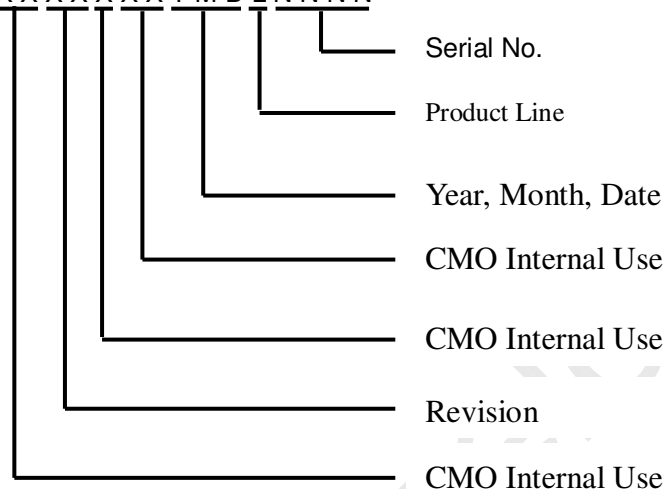 Serial No.
Product Line
Year, Month, Date
CMO Internal Use
CMO Internal Use
Revision
CMO Internal Use